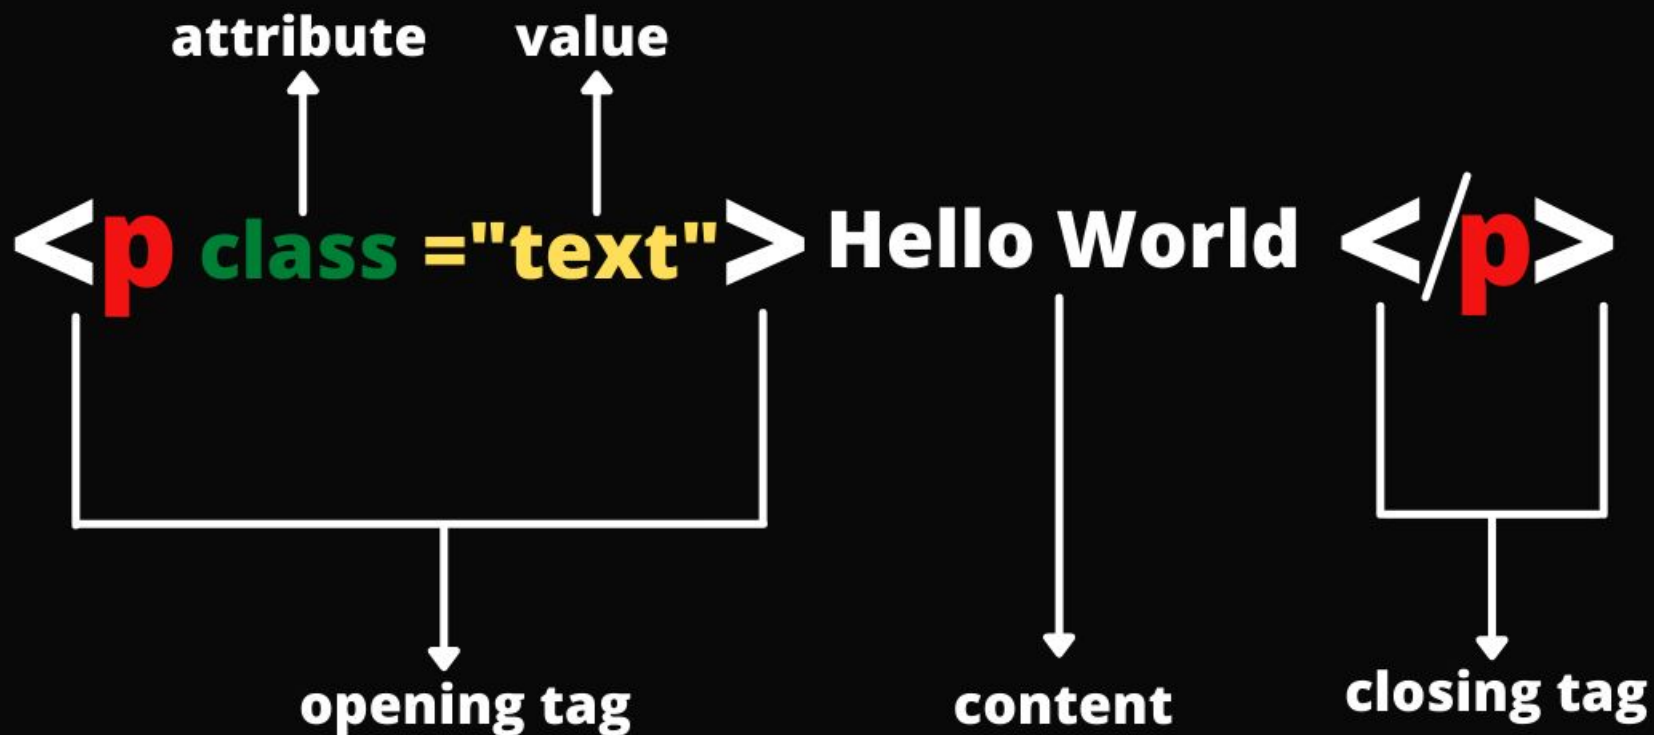 attribute value
<p class ="text"> Hello World </p>
opening tag content closing tag